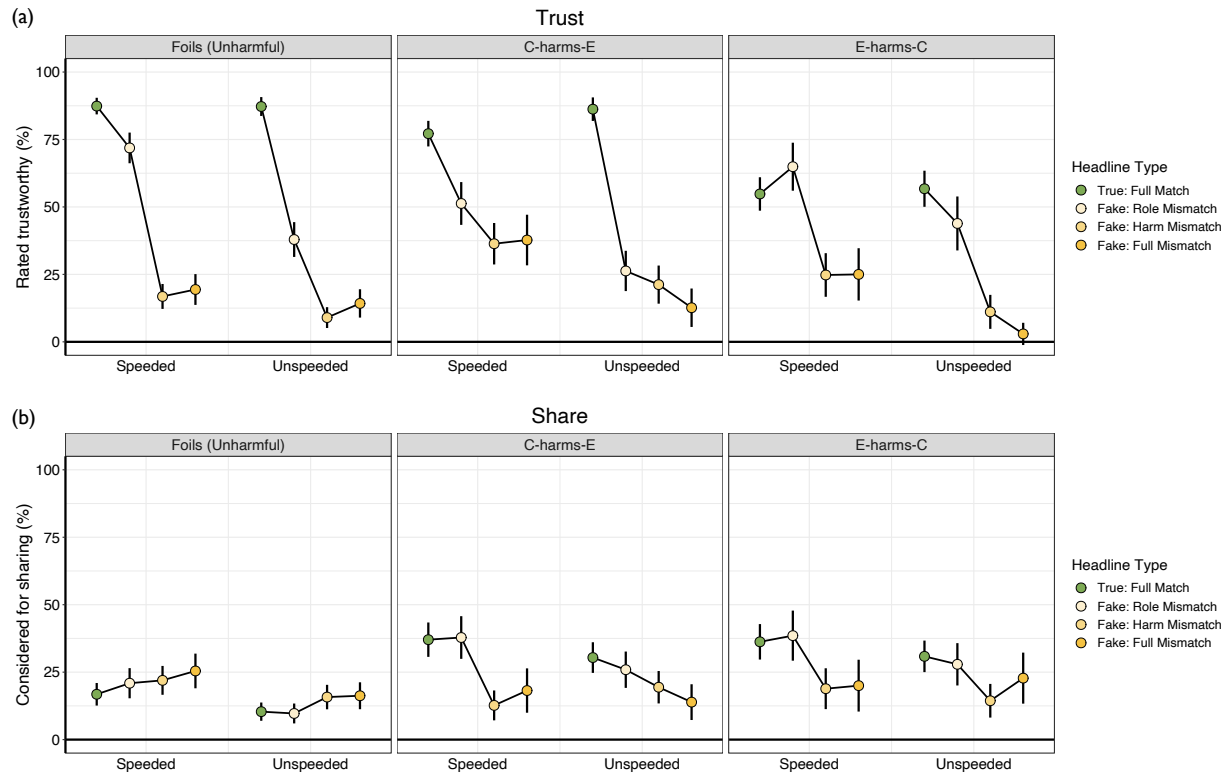 (a)
Trust
Foils (Unharmful)
C-harms-E
E-harms-C
Rated trustworthy (%)
100
75
50
25
0
Speeded
Unspeeded
Speeded
Unspeeded
Speeded
Unspeeded
Headline Type
True: Full Match
Fake: Role Mismatch
Fake: Harm Mismatch
Fake: Full Mismatch
(b)
Share
Foils (Unharmful)
C-harms-E
E-harms-C
Considered for sharing (%)
100
75
50
25
0
Speeded
Unspeeded
Speeded
Unspeeded
Speeded
Unspeeded
Headline Type
True: Full Match
Fake: Role Mismatch
Fake: Harm Mismatch
Fake: Full Mismatch